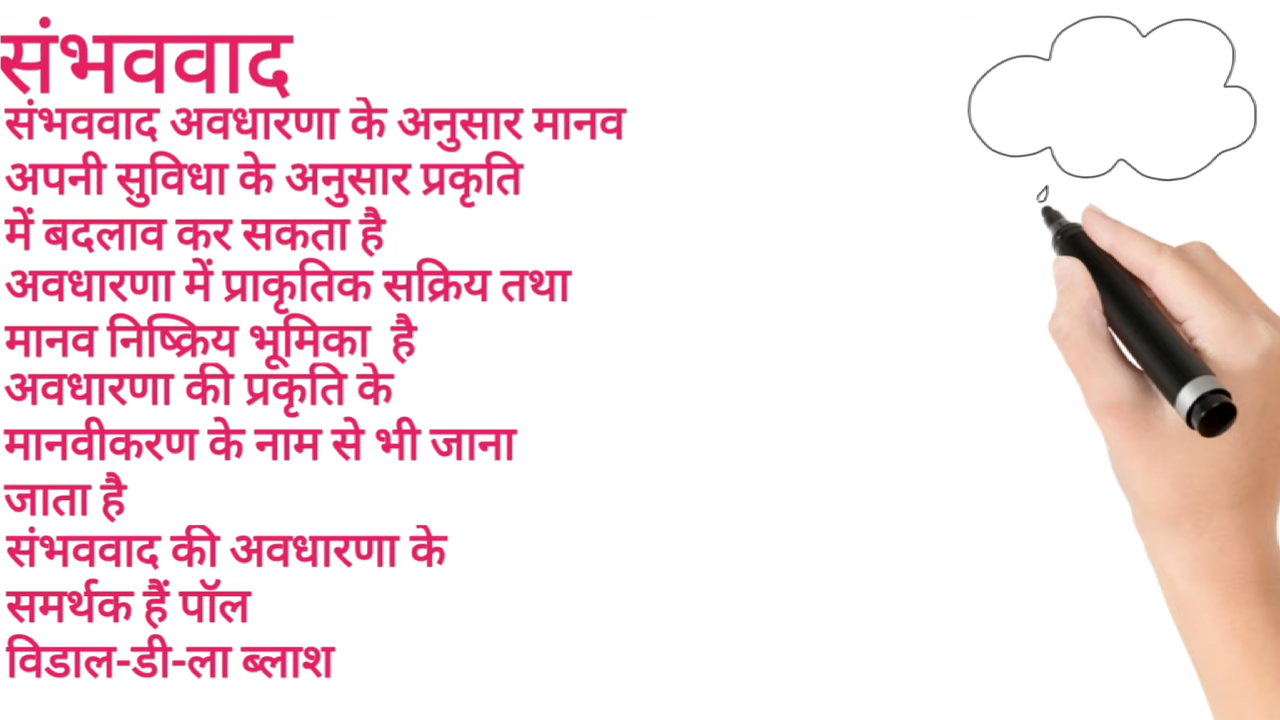 संभववाद
संभववाद अवधारणा के अनुसार मानव
अपनी सुविधा के अनुसार प्रकृति
में बदलाव कर सकता है
अवधारणा में प्राकृतिक सक्रिय तथा
मानव निष्क्रिय भूमिका है
अवधारणा की प्रकृति के
मानवीकरण के नाम से भी जाना
जाता है
संभववाद की अवधारणा के
समर्थक हैं पॉल
विडाल-डी-ला ब्लाश